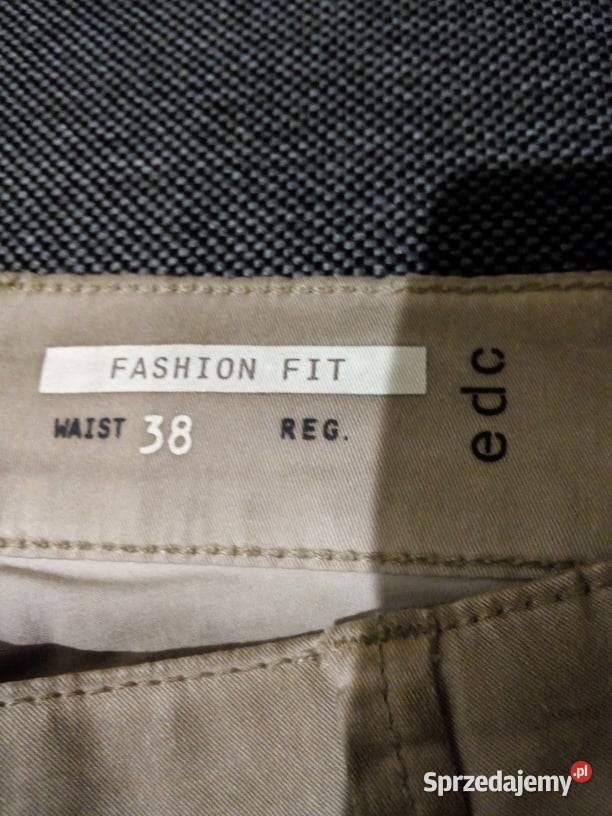 FASHION FIT
WAIST 38 REG.
edc
Sprzedajemy.pl